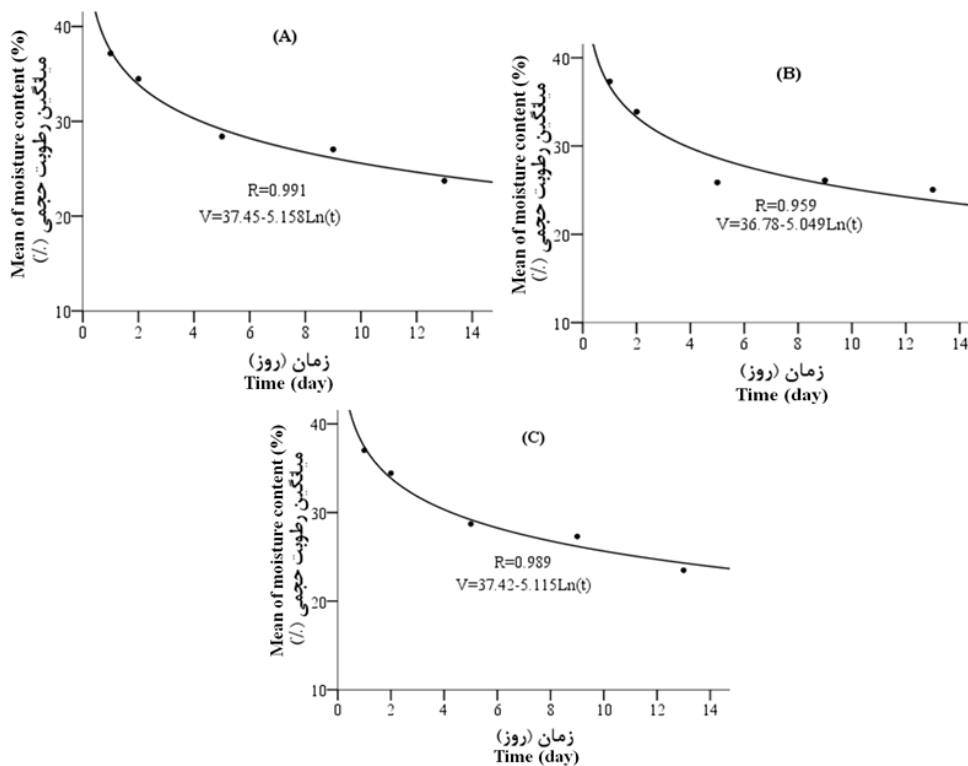 (A)
Mean of moisture content (%)
میانگین رطوبت حجمی (٪)
40
30
20
10
R=0.991
V=37.45-5.158Ln(t)
0 2 4 6 8 10 12 14
زمان (روز)
Time (day)
(B)
Mean of moisture content (%)
میانگین رطوبت حجمی (٪)
40
30
20
10
R=0.959
V=36.78-5.049Ln(t)
0 2 4 6 8 10 12 14
زمان (روز)
Time (day)
(C)
Mean of moisture content (%)
میانگین رطوبت حجمی (٪)
40
30
20
10
R=0.989
V=37.42-5.115Ln(t)
0 2 4 6 8 10 12 14
زمان (روز)
Time (day)